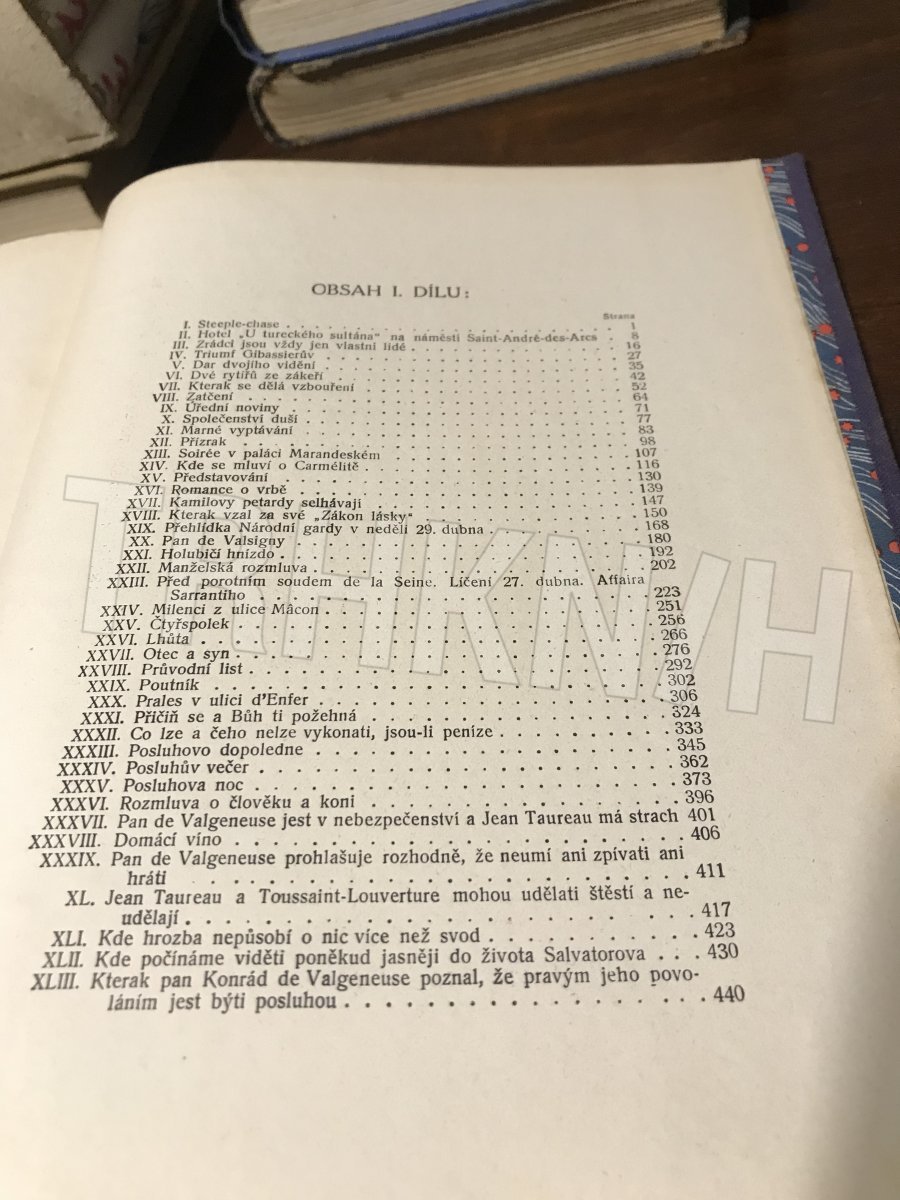 OBSAH I. DÍLU:
Strana
I. Steeple-chase . . . . . . . . . . . . . . . . . . 1
II. Hotel „U tureckého sultána" na náměstí Saint-André-des-Arcs . 8
III. Zrádci jsou vždy jen vlastní lidé . . . . . . . . . . . . 16
IV. Triumf Gibassierův . . . . . . . . . . . . . . . . 27
V. Dar dvojího vidění . . . . . . . . . . . . . . . . 35
VI. Dvé rytířů ze zákeří . . . . . . . . . . . . . . . . 42
VII. Kterak se dělá vzbouření . . . . . . . . . . . . . . 52
VIII. Zatčení . . . . . . . . . . . . . . . . . . . . 64
IX. Úřední noviny . . . . . . . . . . . . . . . . . . 71
X. Společenství duší . . . . . . . . . . . . . . . . . 77
XI. Marné vyptávání . . . . . . . . . . . . . . . . . 83
XII. Přízrak . . . . . . . . . . . . . . . . . . . . 98
XIII. Soirée v paláci Marandeském . . . . . . . . . . . . 107
XIV. Kde se mluví o Carmélitě . . . . . . . . . . . . . . 116
XV. Představování . . . . . . . . . . . . . . . . . . 130
XVI. Romance o vrbě . . . . . . . . . . . . . . . . . 139
XVII. Kamilovy petardy selhávají . . . . . . . . . . . . . 147
XVIII. Kterak vzal za své „Zákon lásky" . . . . . . . . . . . 150
XIX. Přehlídka Národní gardy v neděli 29. dubna . . . . . . . 168
XX. Pan de Valsigny . . . . . . . . . . . . . . . . . 180
XXI. Holubičí hnízdo . . . . . . . . . . . . . . . . . 192
XXII. Manželská rozmluva . . . . . . . . . . . . . . . . 202
XXIII. Před porotním soudem de la Seine. Líčení 27. dubna. Affaira
Sarrantiho . . . . . . . . . . . . . . . . . . . 223
XXIV. Milenci z ulice Mâcon . . . . . . . . . . . . . . . 251
XXV. Čtyřspolek . . . . . . . . . . . . . . . . . . . 256
XXVI. Lhůta . . . . . . . . . . . . . . . . . . . . . 266
XXVII. Otec a syn . . . . . . . . . . . . . . . . . . . 276
XXVIII. Průvodní list . . . . . . . . . . . . . . . . . . 292
XXIX. Poutník . . . . . . . . . . . . . . . . . . . . 302
XXX. Prales v ulici d'Enfer . . . . . . . . . . . . . . . 306
XXXI. Přičiň se a Bůh ti požehná . . . . . . . . . . . . . 324
XXXII. Co lze a čeho nelze vykonati, jsou-li peníze . . . . . . . 333
XXXIII. Posluhovo dopoledne . . . . . . . . . . . . . . . 345
XXXIV. Posluhův večer . . . . . . . . . . . . . . . . . 362
XXXV. Posluhova noc . . . . . . . . . . . . . . . . . . 373
XXXVI. Rozmluva o člověku a koni . . . . . . . . . . . . . 396
XXXVII. Pan de Valgeneuse jest v nebezpečenství a Jean Taureau má strach 401
XXXVIII. Domácí víno . . . . . . . . . . . . . . . . . . 406
XXXIX. Pan de Valgeneuse prohlašuje rozhodně, že neumí ani zpívati ani
hráti . . . . . . . . . . . . . . . . . . . . . 411
XL. Jean Taureau a Toussaint-Louverture mohou udělati štěstí a ne-
udělají . . . . . . . . . . . . . . . . . . . . 417
XLI. Kde hrozba nepůsobí o nic více než svod . . . . . . . . 423
XLII. Kde počínáme viděti poněkud jasněji do života Salvatorova . . . 430
XLIII. Kterak pan Konrád de Valgeneuse poznal, že pravým jeho povo-
láním jest býti posluhou . . . . . . . . . . . . . . 440